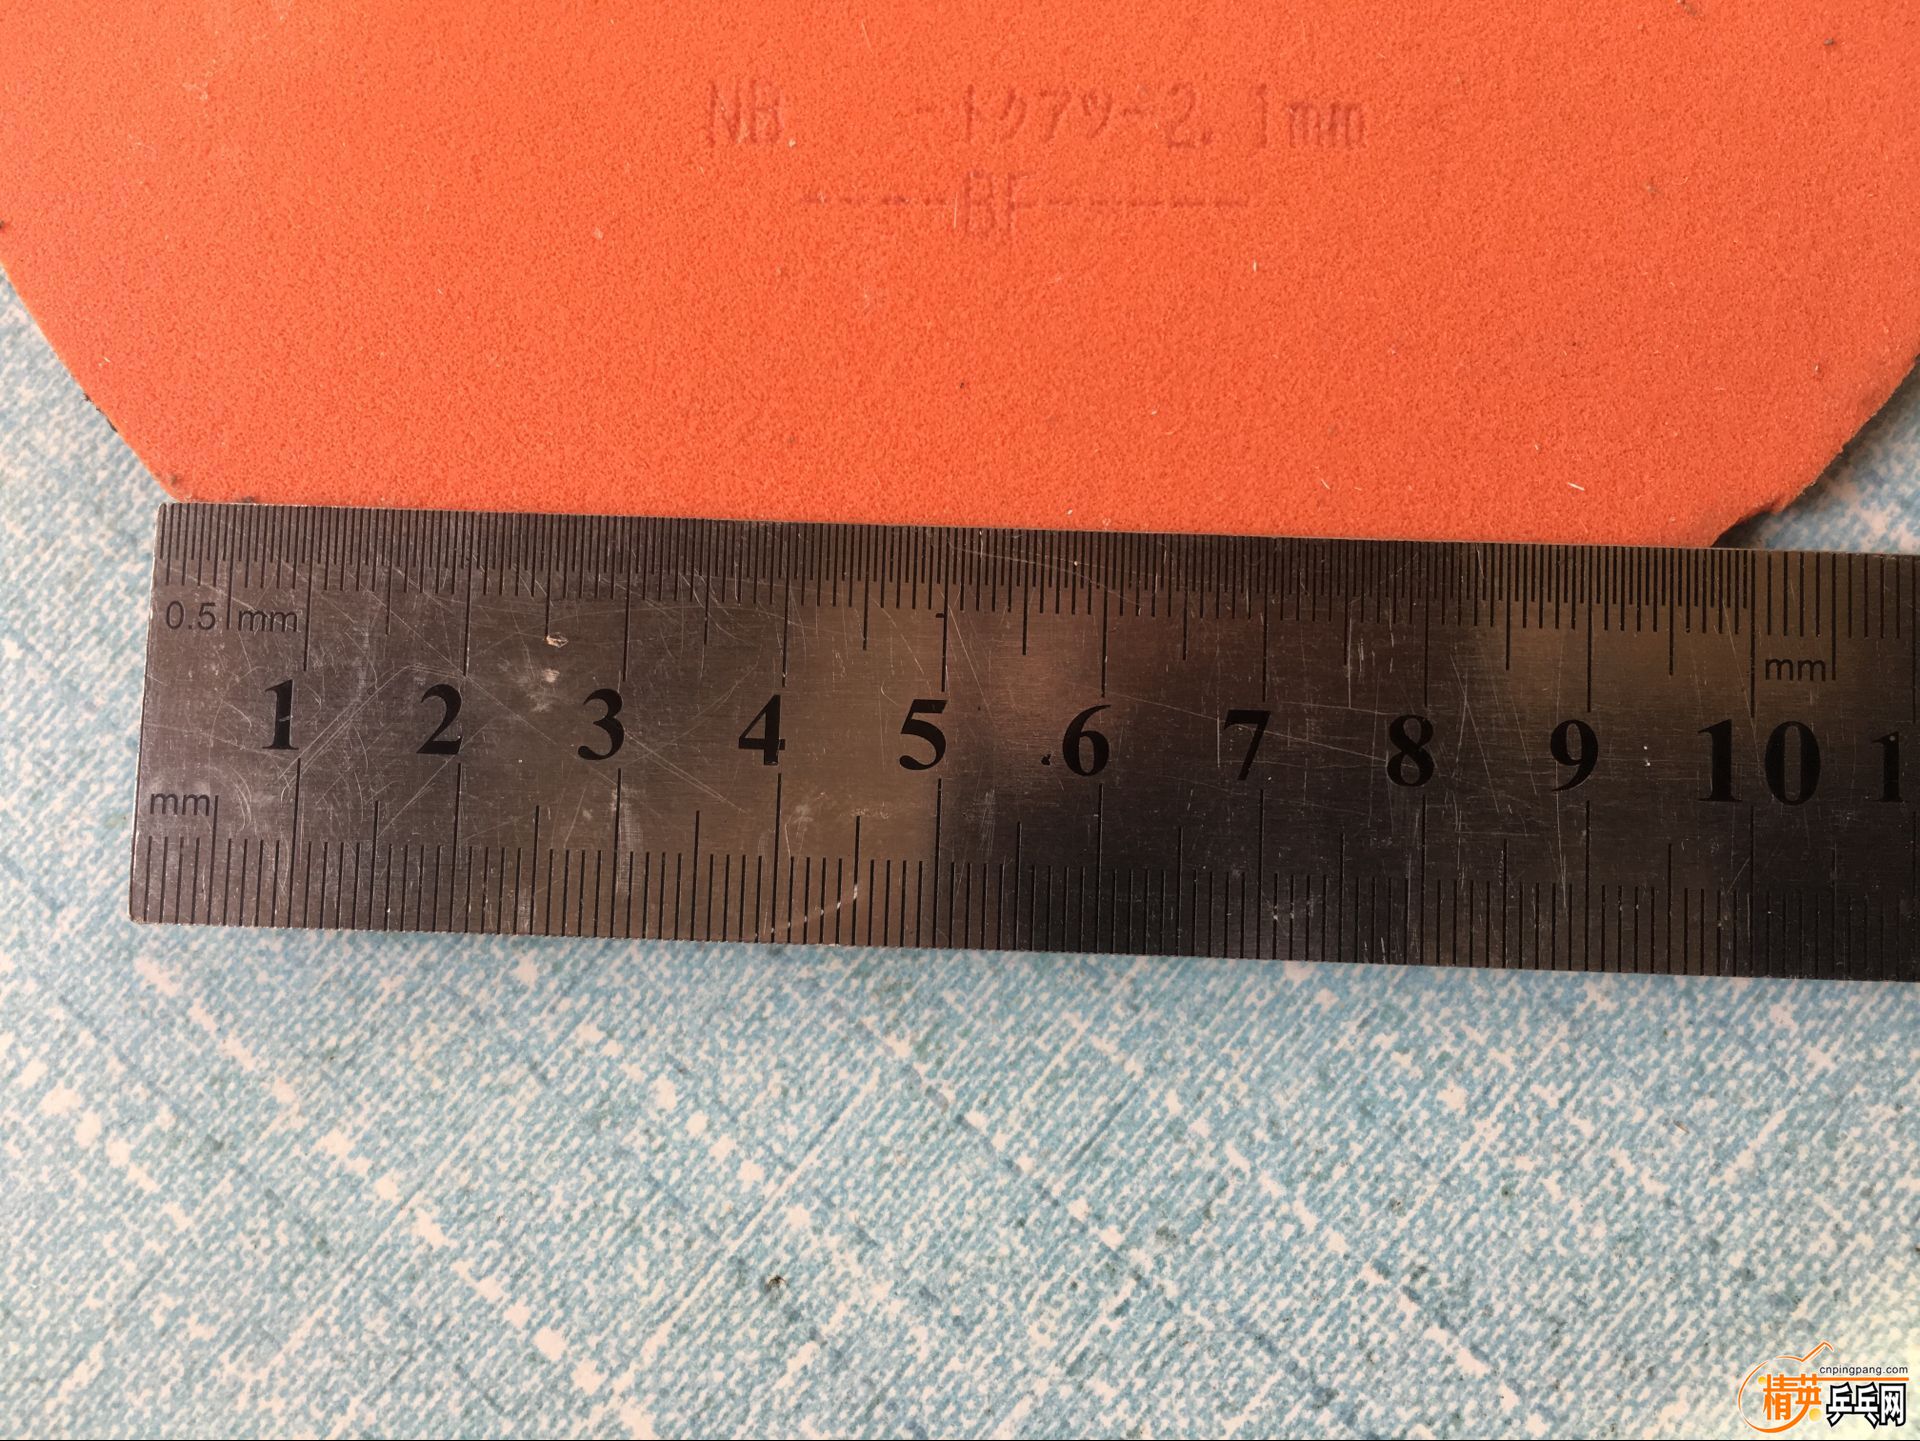 NB -トクアツ-2.1mm
-----BF------
0.5 mm
mm
1 2 3 4 5 6 7 8 9 10 1
mm
cnpingpang.com
精英乒乓网